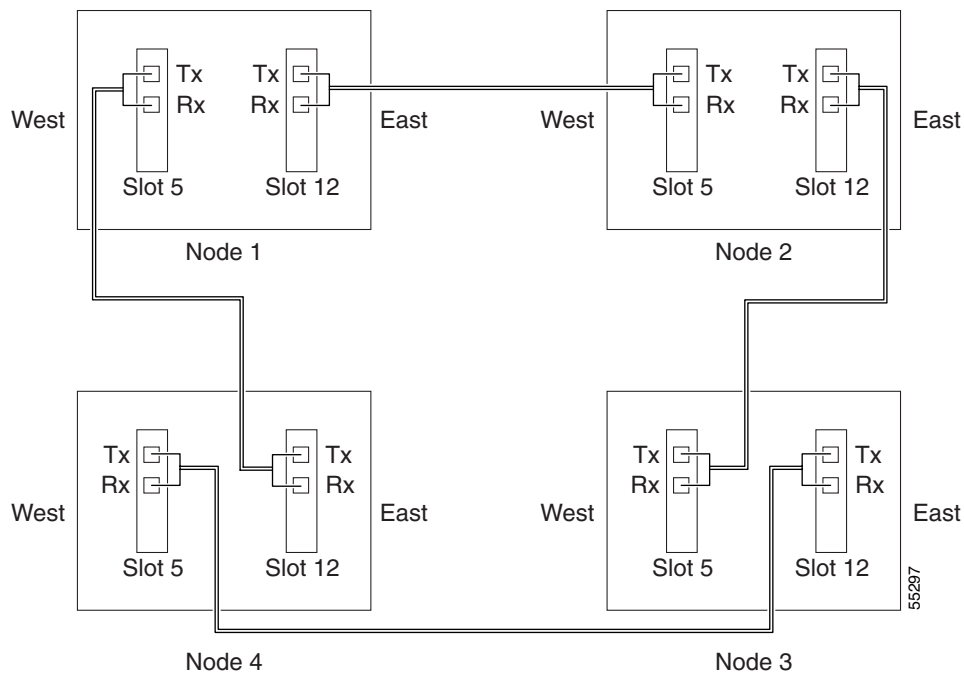 Tx
Rx
Tx
Rx
West
East
Slot 5
Slot 12
Node 1
Tx
Rx
Tx
Rx
West
East
Slot 5
Slot 12
Node 2
Tx
Rx
Tx
Rx
West
East
Slot 5
Slot 12
Node 4
Tx
Rx
Tx
Rx
West
East
Slot 5
Slot 12
Node 3
55297